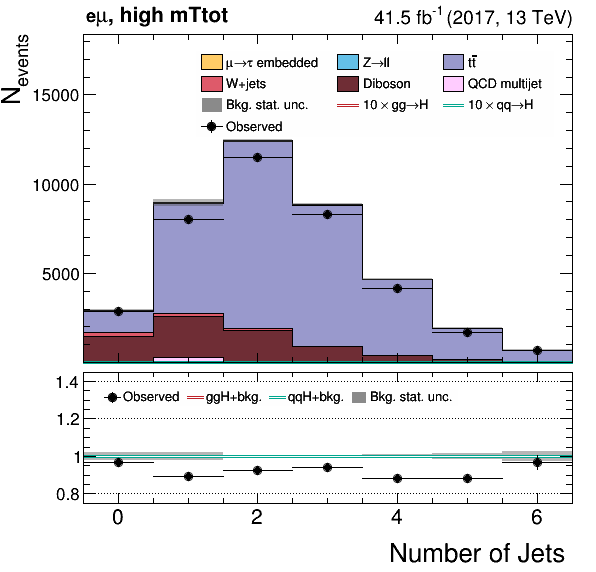 eμ, high mTtot
41.5 fb⁻¹ (2017, 13 TeV)
N_events
μ→τ embedded
Z→ll
tt̄
W+jets
Diboson
QCD multijet
Bkg. stat. unc.
10 × gg→H
10 × qq→H
Observed
15000
10000
5000
1.4
1.2
1
0.8
Observed
ggH+bkg.
qqH+bkg.
Bkg. stat. unc.
0 2 4 6
Number of Jets